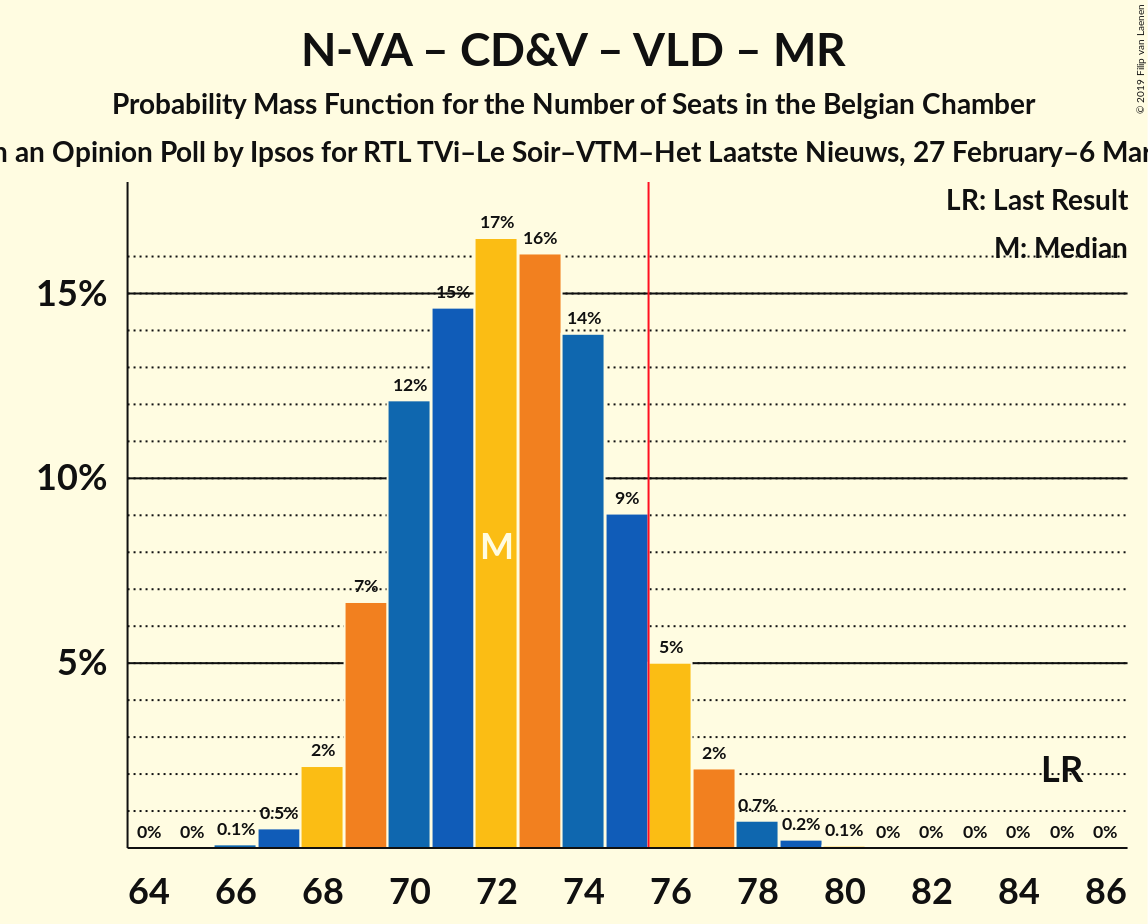 N-VA – CD&V – VLD – MR
Probability Mass Function for the Number of Seats in the Belgian Chamber
an Opinion Poll by Ipsos for RTL TVi–Le Soir–VTM–Het Laatste Nieuws, 27 February–6
© 2019 Filip van Laenen
LR: Last Result
M: Median
17%
16%
15%
15%
14%
12%
10%
9%
M
7%
5%
5%
2%
2%
LR
0.7%
0.5%
0% 0% 0.1% 0.2% 0.1% 0% 0% 0% 0% 0% 0%
64 66 68 70 72 74 76 78 80 82 84 86